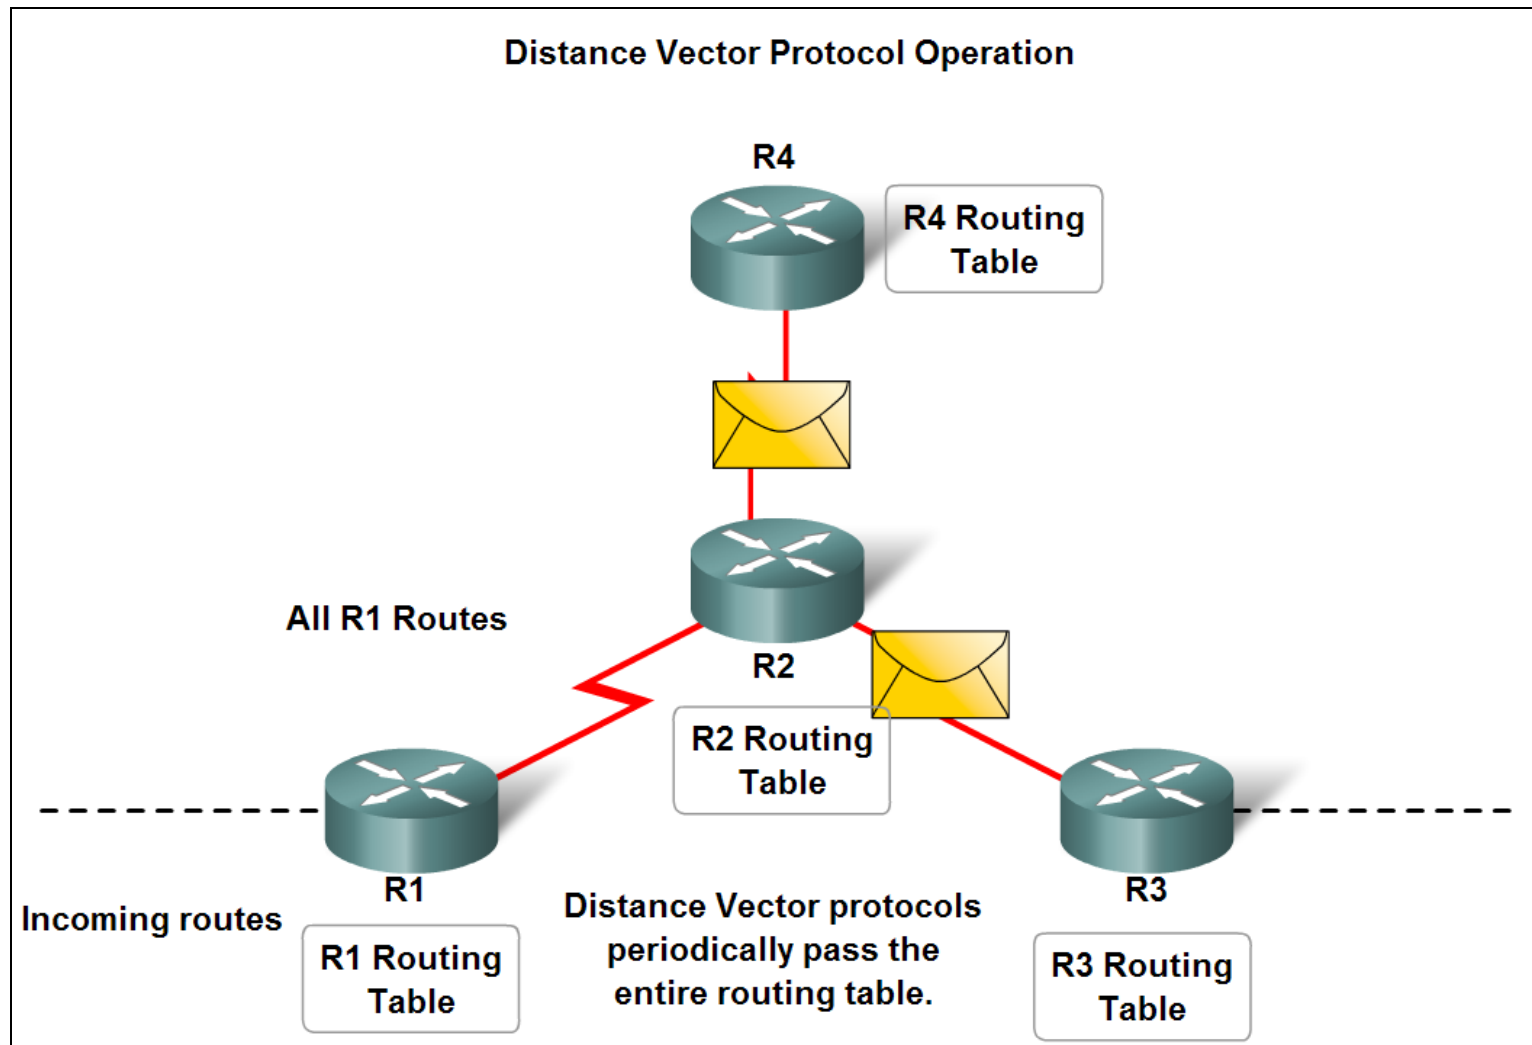 Distance Vector Protocol Operation
R4
R4 Routing
Table
All R1 Routes
R2
R2 Routing
Table
R1
R3
Incoming routes
R1 Routing
Table
Distance Vector protocols
periodically pass the
entire routing table.
R3 Routing
Table